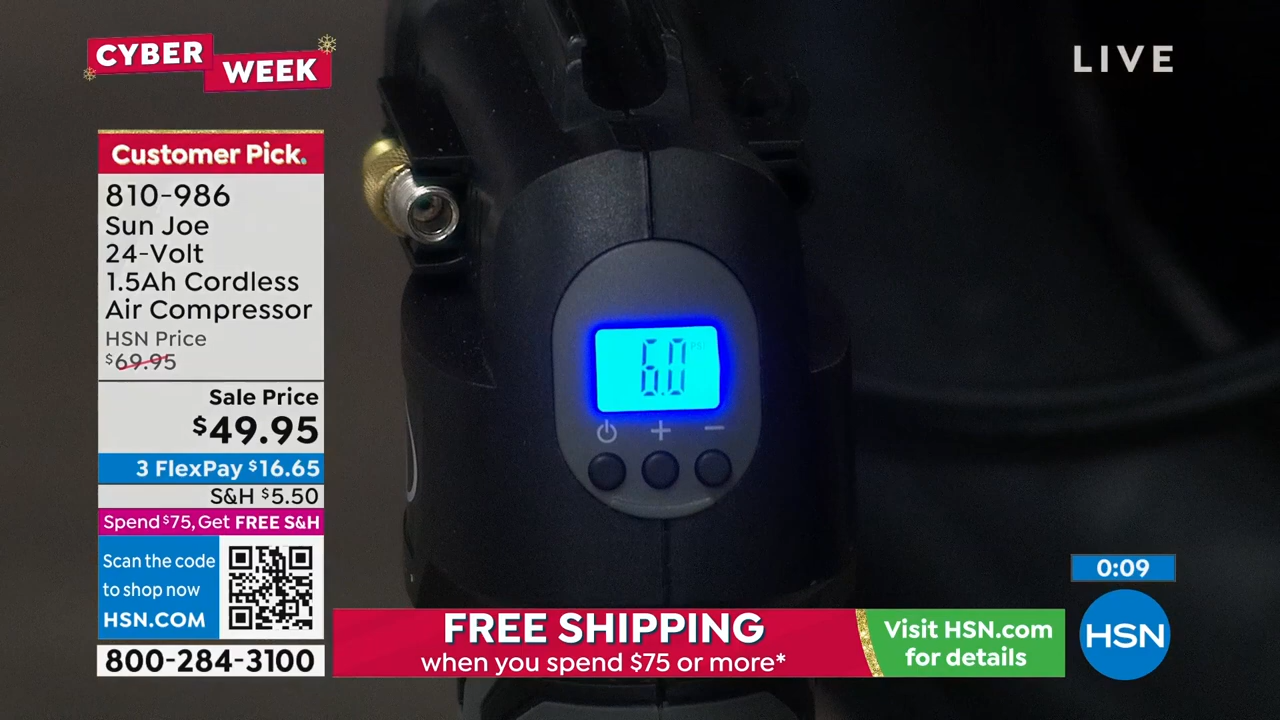 CYBER
WEEK
LIVE
Customer Pick.
810-986
Sun Joe
24-Volt
1.5Ah Cordless
Air Compressor
HSN Price
$69.95
Sale Price
$49.95
3 FlexPay $16.65
S&H $5.50
Spend $75, Get FREE S&H
Scan the code
to shop now
HSN.COM
800-284-3100
6.0 PSI
+ −
FREE SHIPPING
when you spend $75 or more*
Visit HSN.com
for details
0:09
HSN